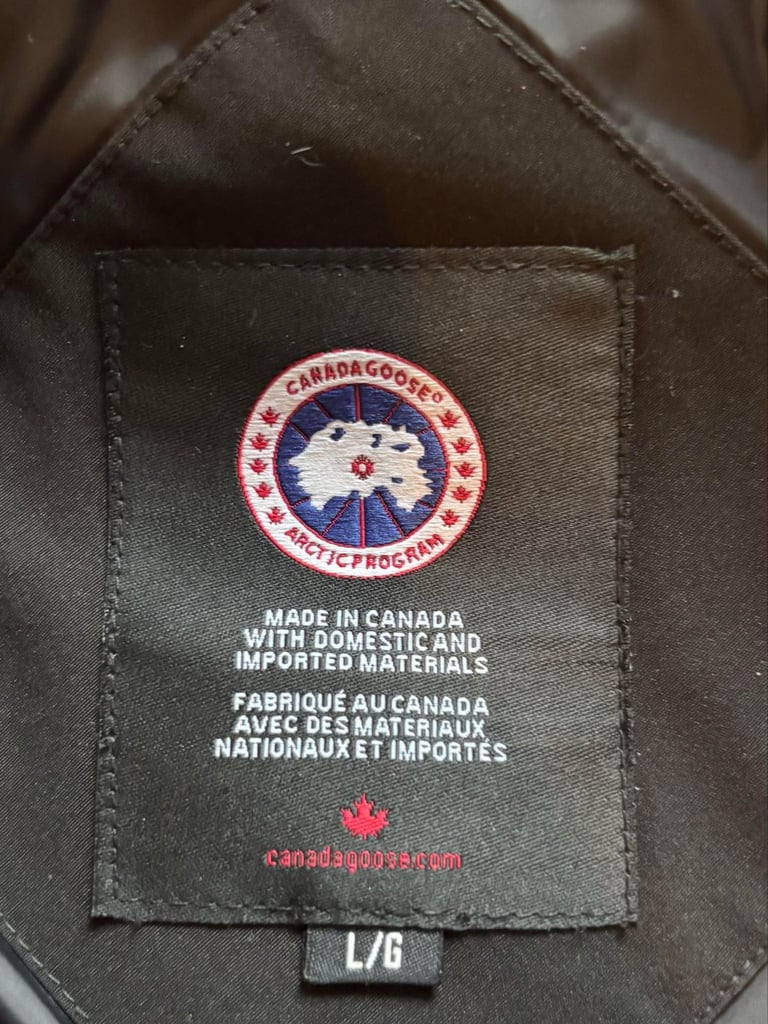 CANADA GOOSE®
ARCTIC PROGRAM
MADE IN CANADA
WITH DOMESTIC AND
IMPORTED MATERIALS
FABRIQUÉ AU CANADA
AVEC DES MATERIAUX
NATIONAUX ET IMPORTÉS
canadagoose.com
L/G